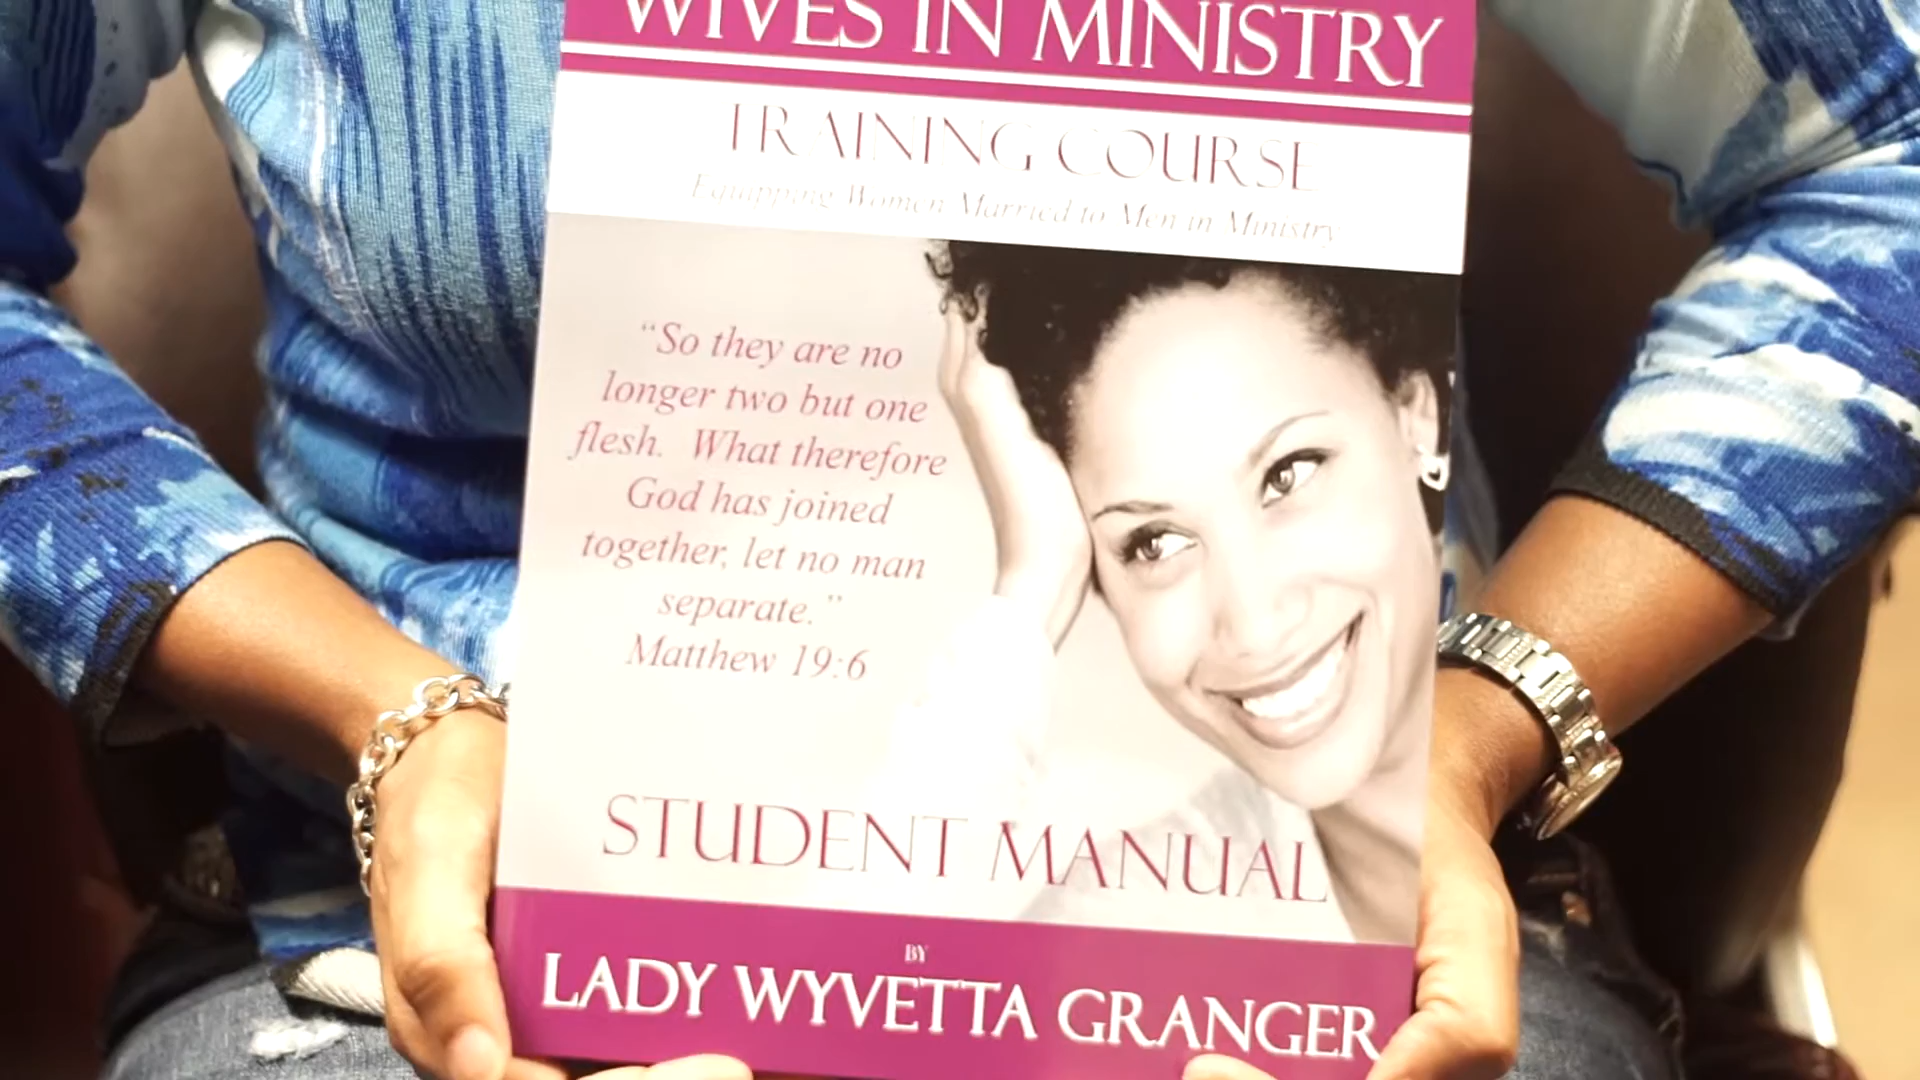 WIVES IN MINISTRY
TRAINING COURSE
Equipping Women Married to Men in Ministry
"So they are no
longer two but one
flesh. What therefore
God has joined
together, let no man
separate."
Matthew 19:6
STUDENT MANUAL
BY
LADY WYVETTA GRANGER